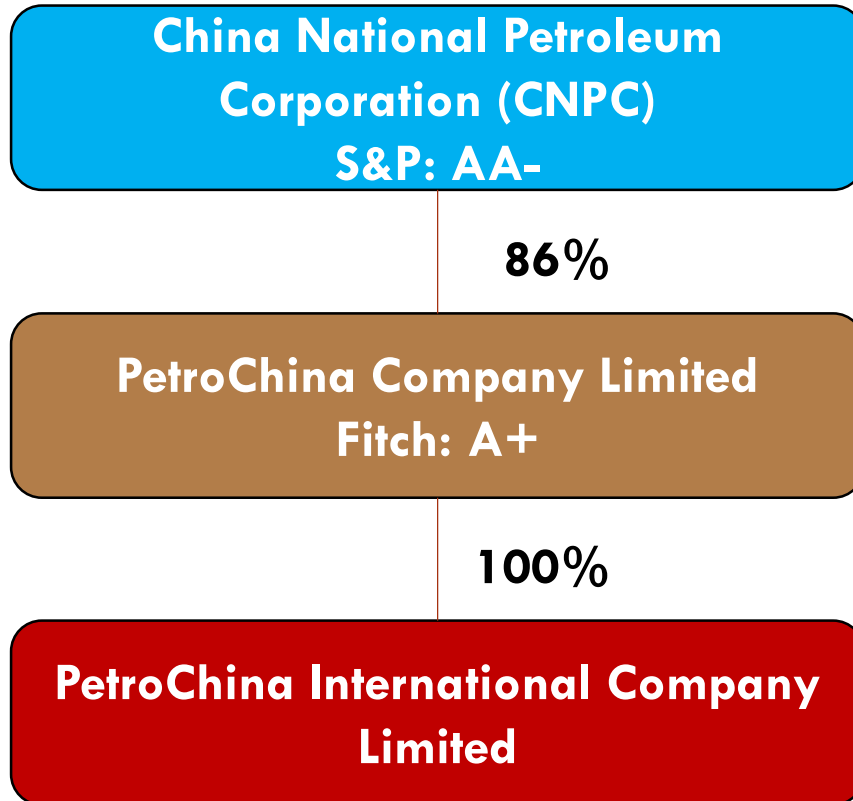 China National Petroleum
Corporation (CNPC)
S&P: AA-
86%
PetroChina Company Limited
Fitch: A+
100%
PetroChina International Company
Limited